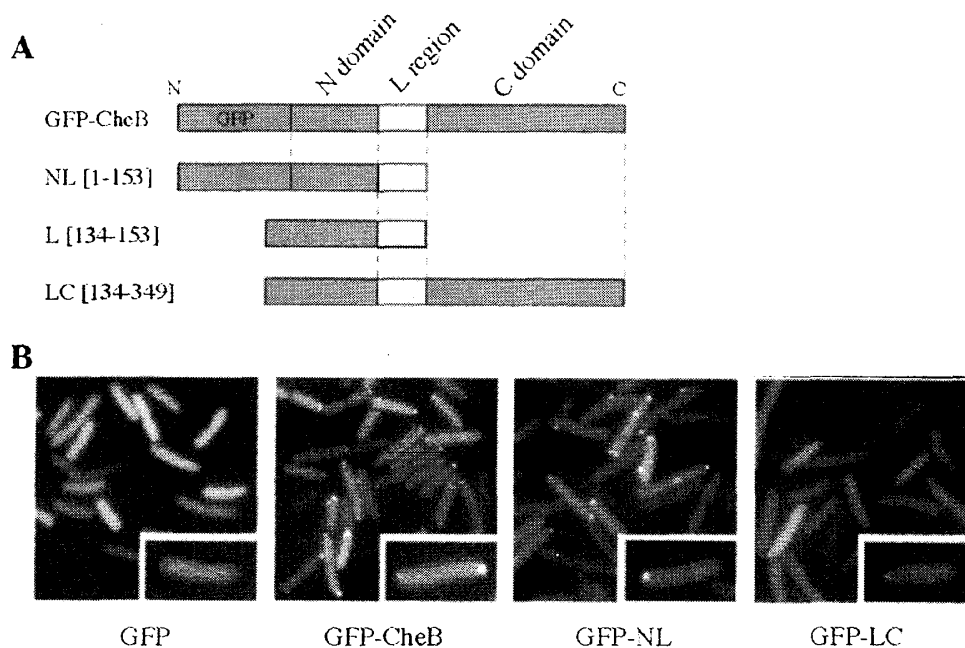 A
N domain
L region
C domain
N
C
GFP-CheB
GFP
NL [1-153]
L [134-153]
LC [134-349]
B
GFP
GFP-CheB
GFP-NL
GFP-LC